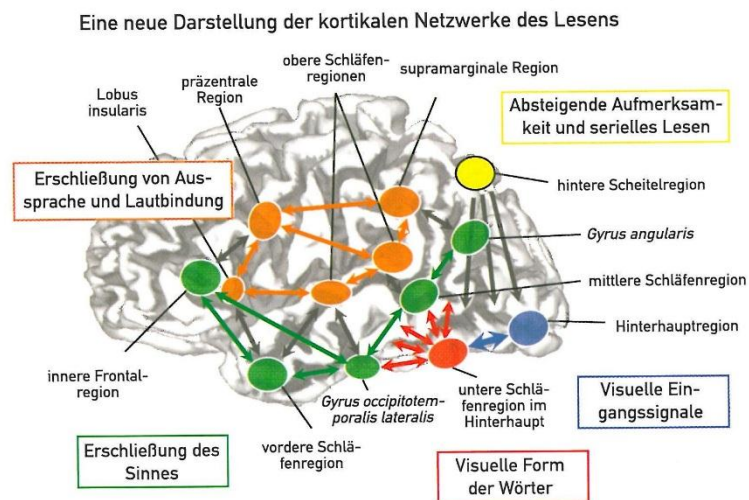 Eine neue Darstellung der kortikalen Netzwerke des Lesens
obere Schläfen-
regionen
präzentrale
Region
supramarginale Region
Lobus
insularis
Absteigende Aufmerksam-
keit und serielles Lesen
Erschließung von Aus-
sprache und Lautbindung
hintere Scheitelregion
Gyrus angularis
mittlere Schläfenregion
Hinterhauptregion
innere Frontal-
region
Gyrus occipitotem-
poralis lateralis
untere Schlä-
fenregion im
Hinterhaupt
Visuelle Ein-
gangssignale
vordere Schlä-
fenregion
Erschließung des
Sinnes
Visuelle Form
der Wörter